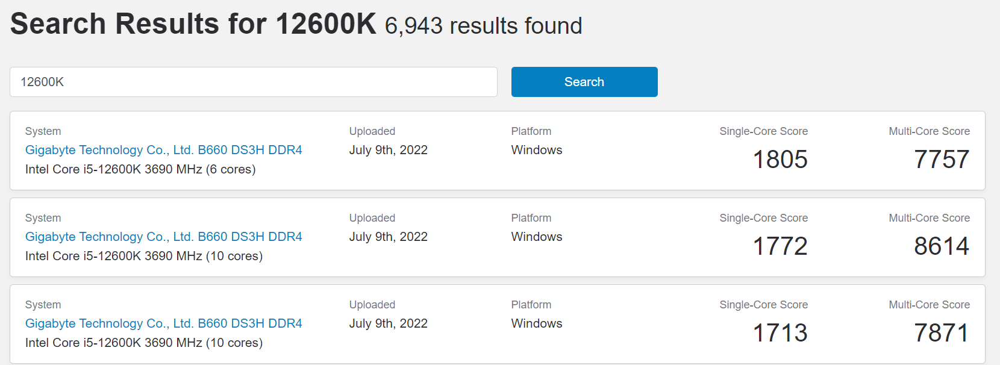 Search Results for 12600K 6,943 results found
12600K
Search
System Uploaded Platform Single-Core Score Multi-Core Score
Gigabyte Technology Co., Ltd. B660 DS3H DDR4 July 9th, 2022 Windows 1805 7757
Intel Core i5-12600K 3690 MHz (6 cores)
System Uploaded Platform Single-Core Score Multi-Core Score
Gigabyte Technology Co., Ltd. B660 DS3H DDR4 July 9th, 2022 Windows 1772 8614
Intel Core i5-12600K 3690 MHz (10 cores)
System Uploaded Platform Single-Core Score Multi-Core Score
Gigabyte Technology Co., Ltd. B660 DS3H DDR4 July 9th, 2022 Windows 1713 7871
Intel Core i5-12600K 3690 MHz (10 cores)